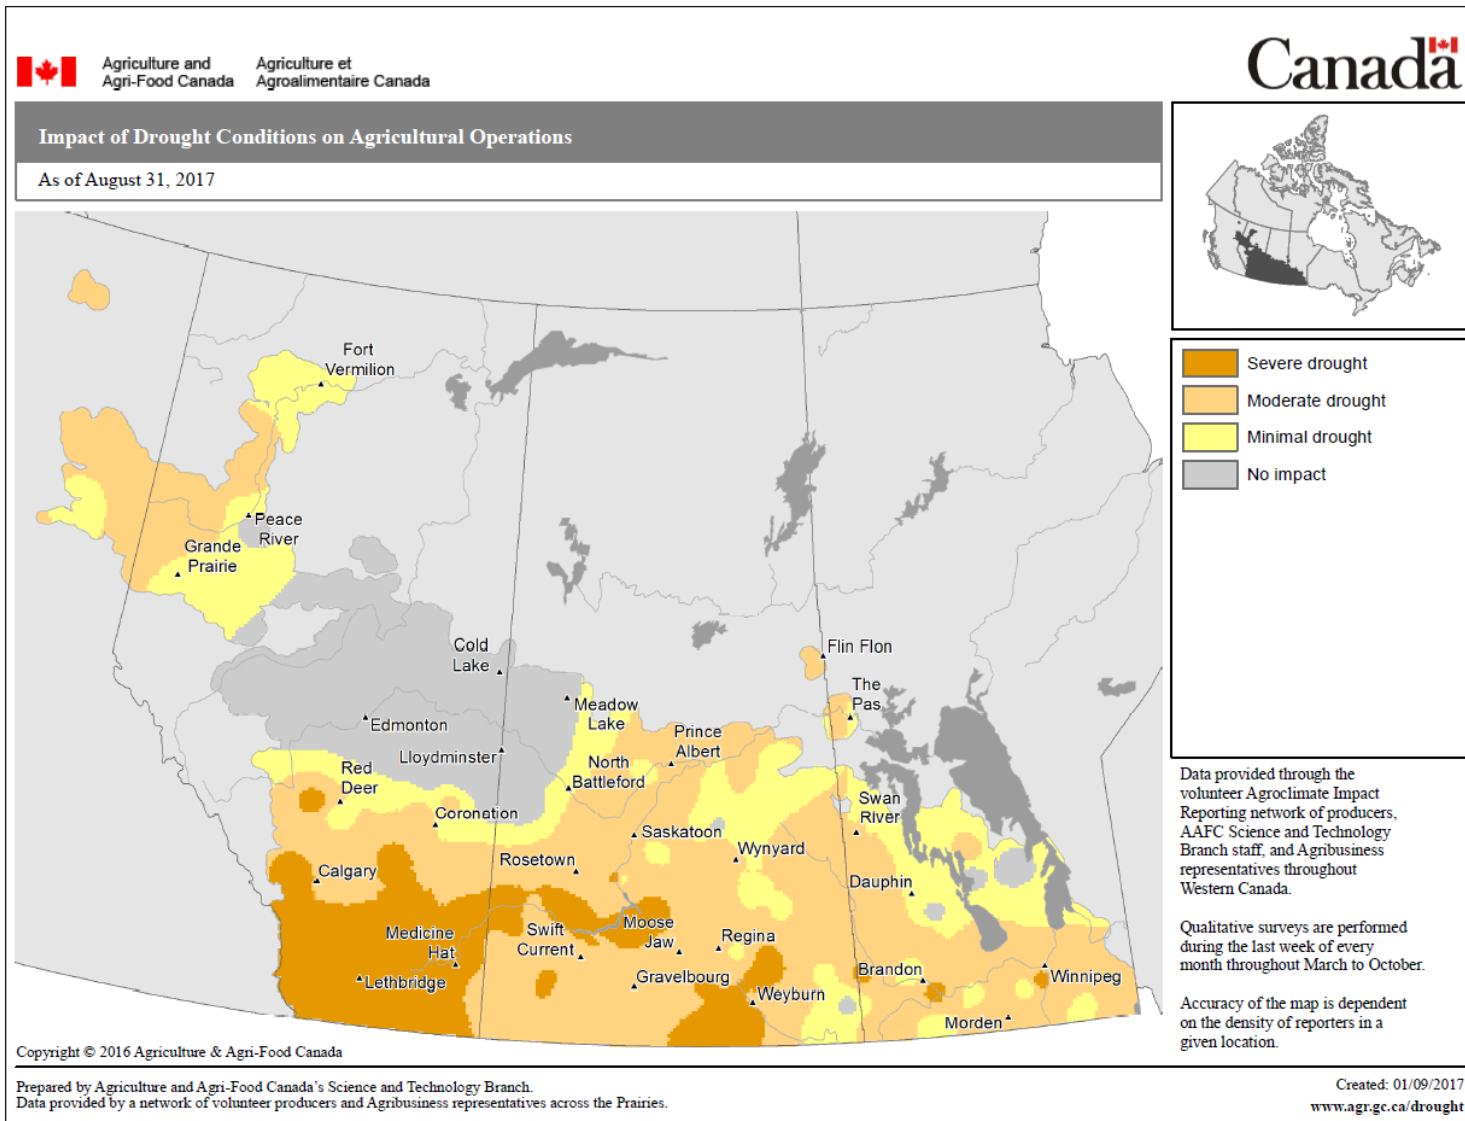 Agriculture and
Agri-Food Canada
Agriculture et
Agroalimentaire Canada
Canada
Impact of Drought Conditions on Agricultural Operations
As of August 31, 2017
Fort
Vermilion
Peace
River
Grande
Prairie
Cold
Lake
Flin Flon
The
Pas
Meadow
Lake
Edmonton
Prince
Albert
Lloydminster
North
Battleford
Red
Deer
Swan
River
Coronation
Saskatoon
Wynyard
Rosetown
Calgary
Dauphin
Medicine
Hat
Swift
Current
Moose
Jaw
Regina
Brandon
Winnipeg
Lethbridge
Gravelbourg
Weyburn
Morden
Severe drought
Moderate drought
Minimal drought
No impact
Data provided through the
volunteer Agroclimate Impact
Reporting network of producers,
AAFC Science and Technology
Branch staff, and Agribusiness
representatives throughout
Western Canada.
Qualitative surveys are performed
during the last week of every
month throughout March to October.
Accuracy of the map is dependent
on the density of reporters in a
given location.
Copyright © 2016 Agriculture & Agri-Food Canada
Prepared by Agriculture and Agri-Food Canada's Science and Technology Branch.
Data provided by a network of volunteer producers and Agribusiness representatives across the Prairies.
Created: 01/09/2017
www.agr.gc.ca/drought